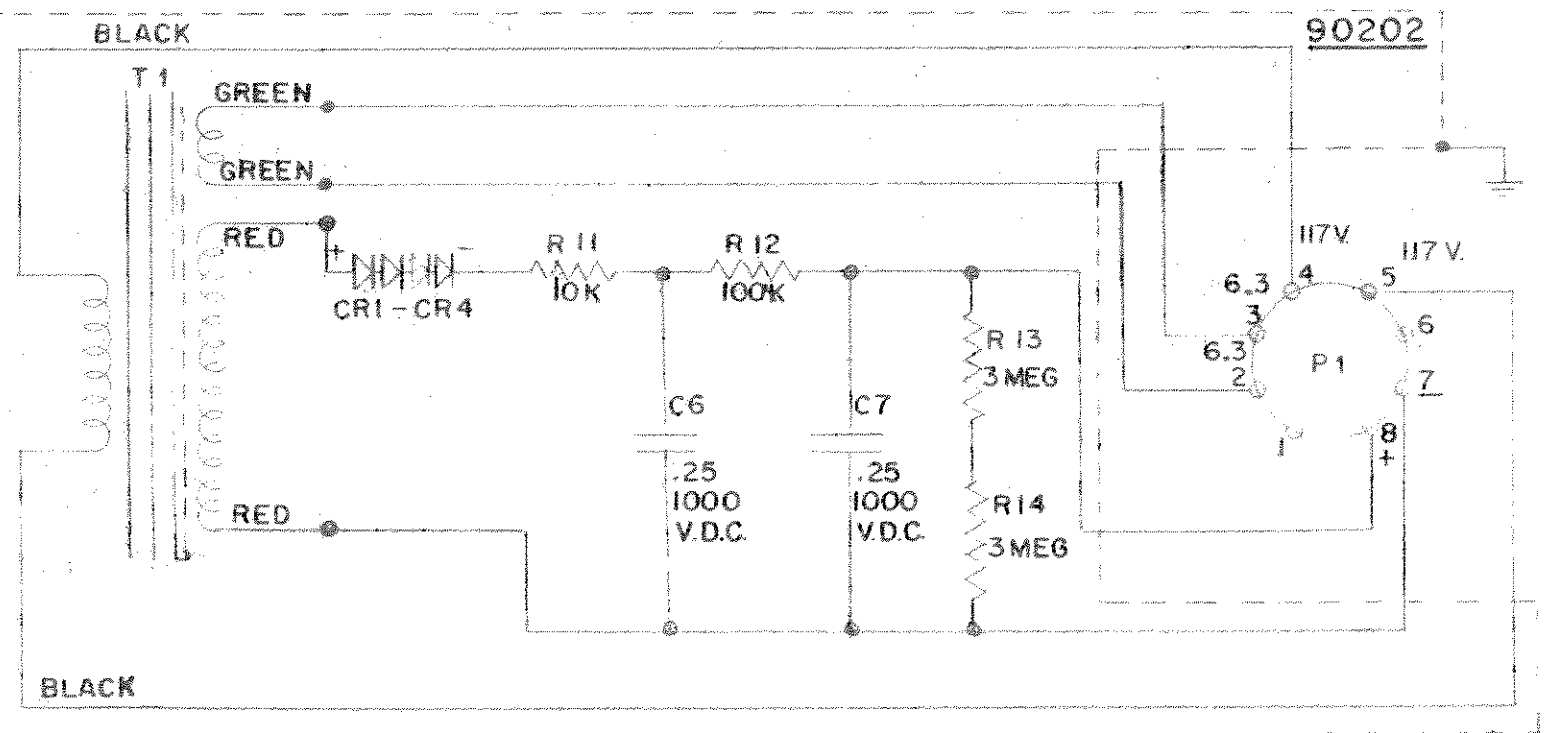 90202
BLACK
T1
GREEN
GREEN
RED
+
-
R 11
10K
CR1-CR4
R 12
100K
117V.
117V.
6.3
4
5
3
6
6.3
2
P1
7
1
8
+
R 13
3 MEG
C6
.25
1000
V.D.C.
C7
.25
1000
V.D.C.
R14
3 MEG
RED
BLACK